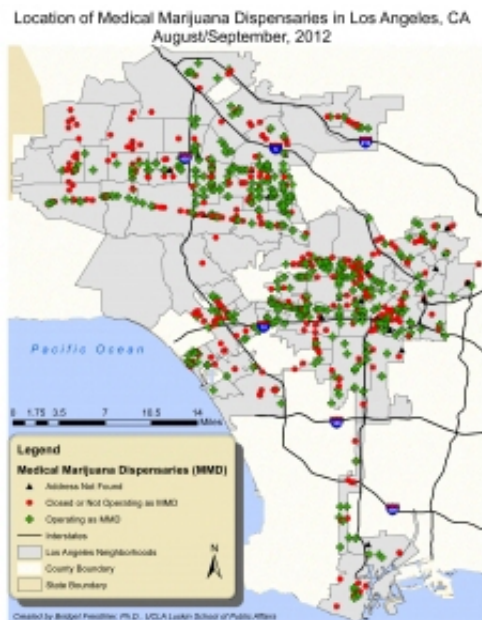 Location of Medical Marijuana Dispensaries in Los Angeles, CA
August/September, 2012
Pacific Ocean
0 1.75 3.5 7 10.5 14
Miles
Legend
Medical Marijuana Dispensaries (MMD)
Address Not Found
Closed or Not Operating as MMD
Operating as MMD
Interstates
Los Angeles Neighborhoods
County Boundary
State Boundary
N
Created by Bridget Freisthler, Ph.D., UCLA Luskin School of Public Affairs